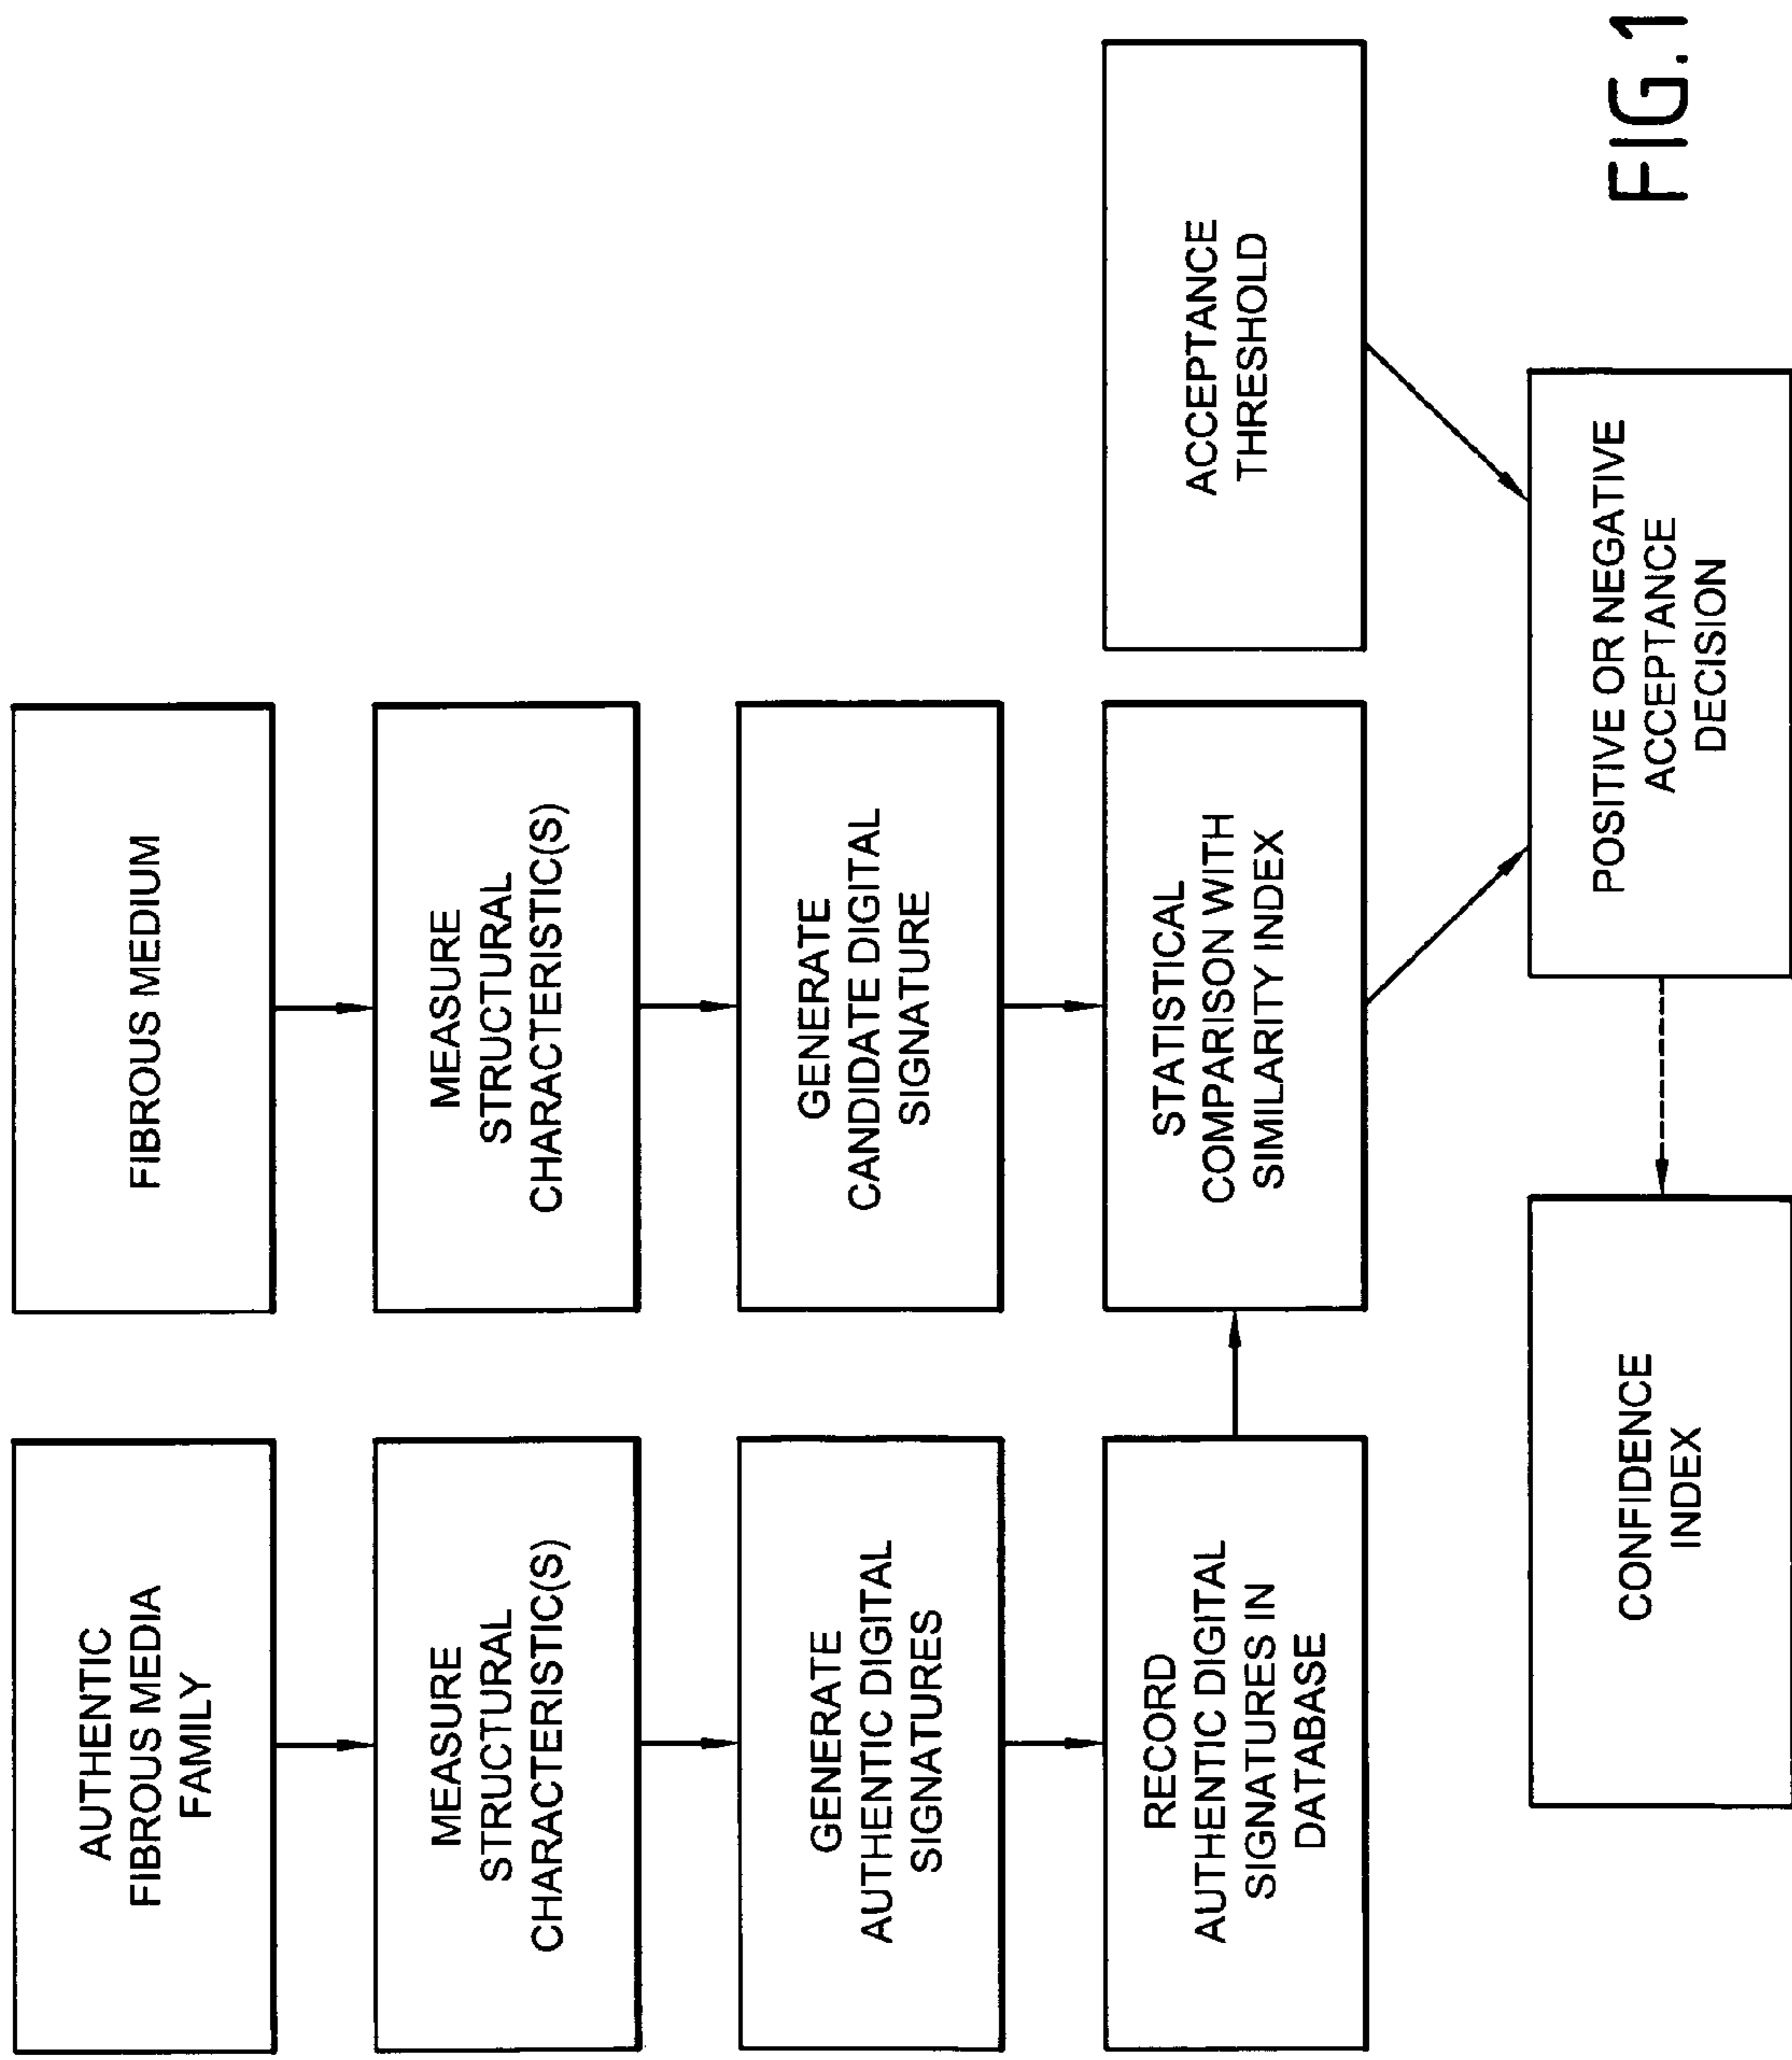 AUTHENTIC
FIBROUS MEDIA
FAMILY
MEASURE
STRUCTURAL
CHARACTERISTIC(S)
GENERATE
AUTHENTIC DIGITAL
SIGNATURES
RECORD
AUTHENTIC DIGITAL
SIGNATURES IN
DATABASE
FIBROUS MEDIUM
MEASURE
STRUCTURAL
CHARACTERISTIC(S)
GENERATE
CANDIDATE DIGITAL
SIGNATURE
STATISTICAL
COMPARISON WITH
SIMILARITY INDEX
ACCEPTANCE
THRESHOLD
POSITIVE OR NEGATIVE
ACCEPTANCE
DECISION
CONFIDENCE
INDEX
FIG.1